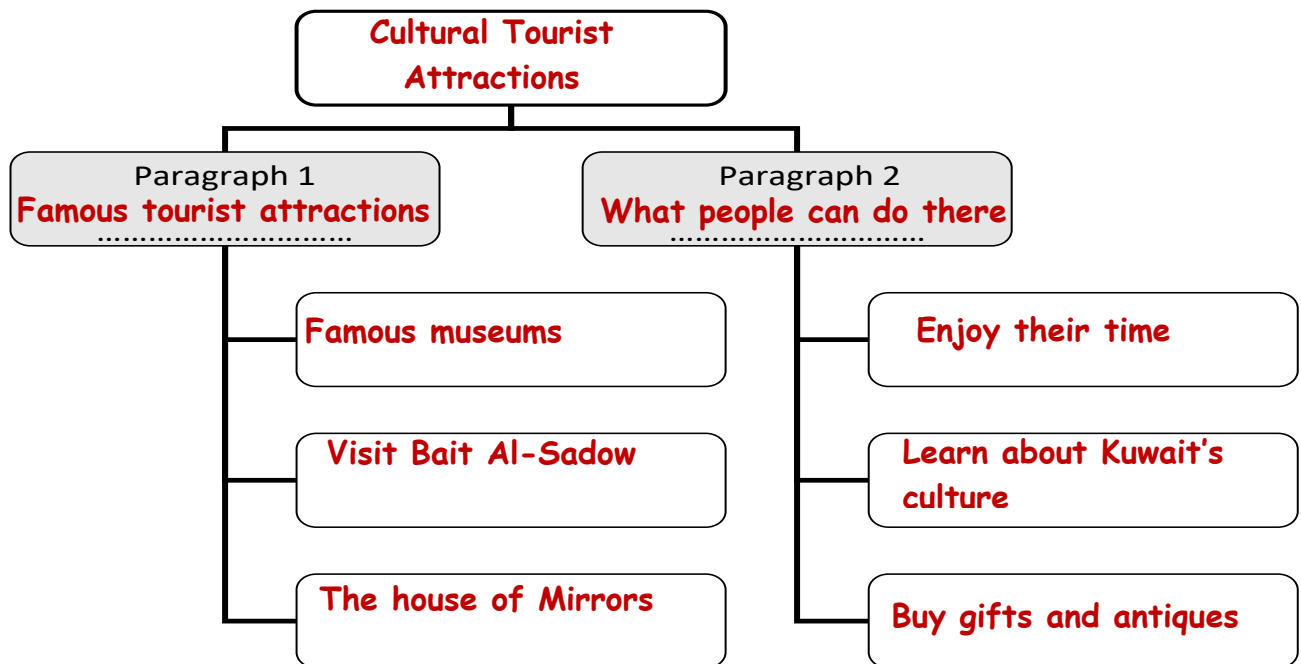 Cultural Tourist
Attractions
Paragraph 1
Famous tourist attractions
…………………………
Famous museums
Visit Bait Al-Sadow
The house of Mirrors
Paragraph 2
What people can do there
…………………………
Enjoy their time
Learn about Kuwait’s
culture
Buy gifts and antiques